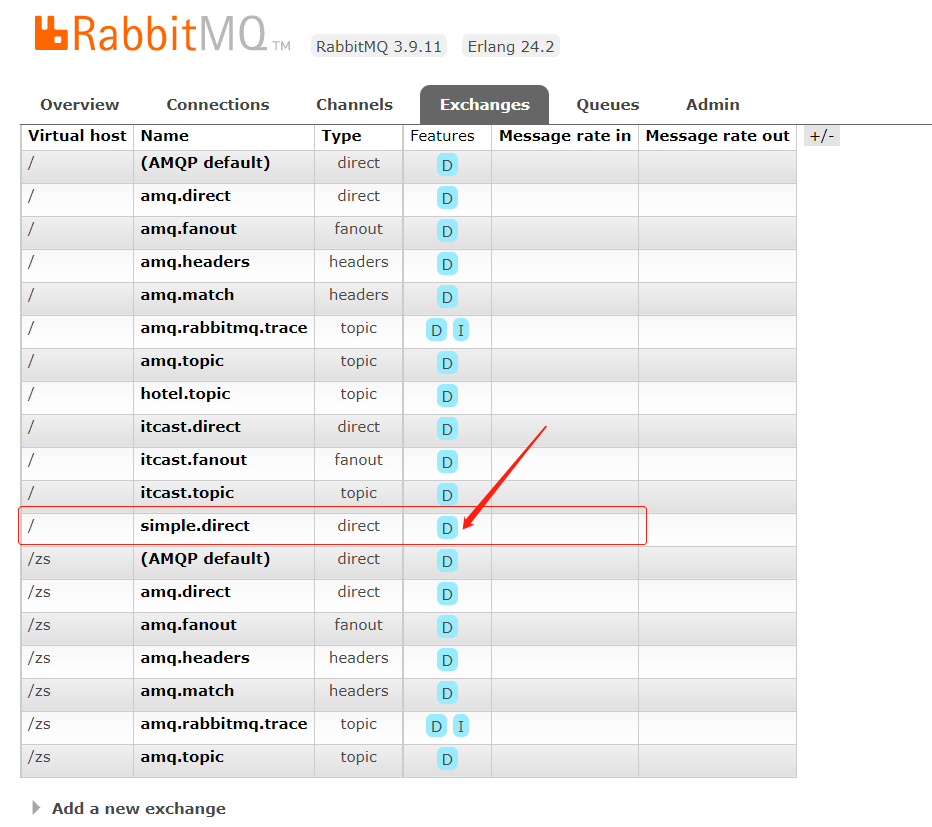 RabbitMQ TM RabbitMQ 3.9.11 Erlang 24.2
Overview Connections Channels Exchanges Queues Admin
Virtual host Name Type Features Message rate in Message rate out +/-
/ (AMQP default) direct D
/ amq.direct direct D
/ amq.fanout fanout D
/ amq.headers headers D
/ amq.match headers D
/ amq.rabbitmq.trace topic D I
/ amq.topic topic D
/ hotel.topic topic D
/ itcast.direct direct D
/ itcast.fanout fanout D
/ itcast.topic topic D
/ simple.direct direct D
/zs (AMQP default) direct D
/zs amq.direct direct D
/zs amq.fanout fanout D
/zs amq.headers headers D
/zs amq.match headers D
/zs amq.rabbitmq.trace topic D I
/zs amq.topic topic D
Add a new exchange